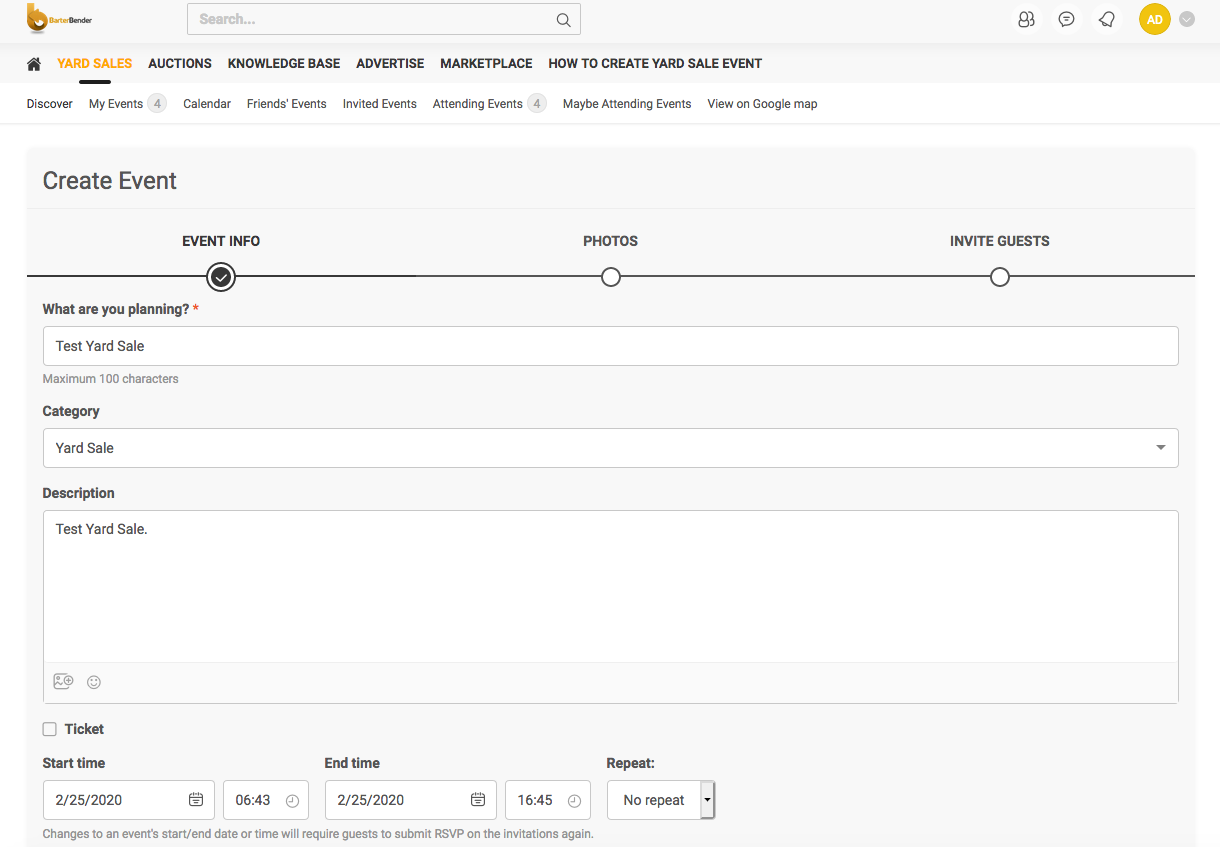 BarterBender Search... AD
YARD SALES AUCTIONS KNOWLEDGE BASE ADVERTISE MARKETPLACE HOW TO CREATE YARD SALE EVENT
Discover My Events 4 Calendar Friends' Events Invited Events Attending Events 4 Maybe Attending Events View on Google map
Create Event
EVENT INFO PHOTOS INVITE GUESTS
What are you planning? *
Test Yard Sale
Maximum 100 characters
Category
Yard Sale
Description
Test Yard Sale.
Ticket
Start time End time Repeat:
2/25/2020 06:43 2/25/2020 16:45 No repeat
Changes to an event's start/end date or time will require guests to submit RSVP on the invitations again.